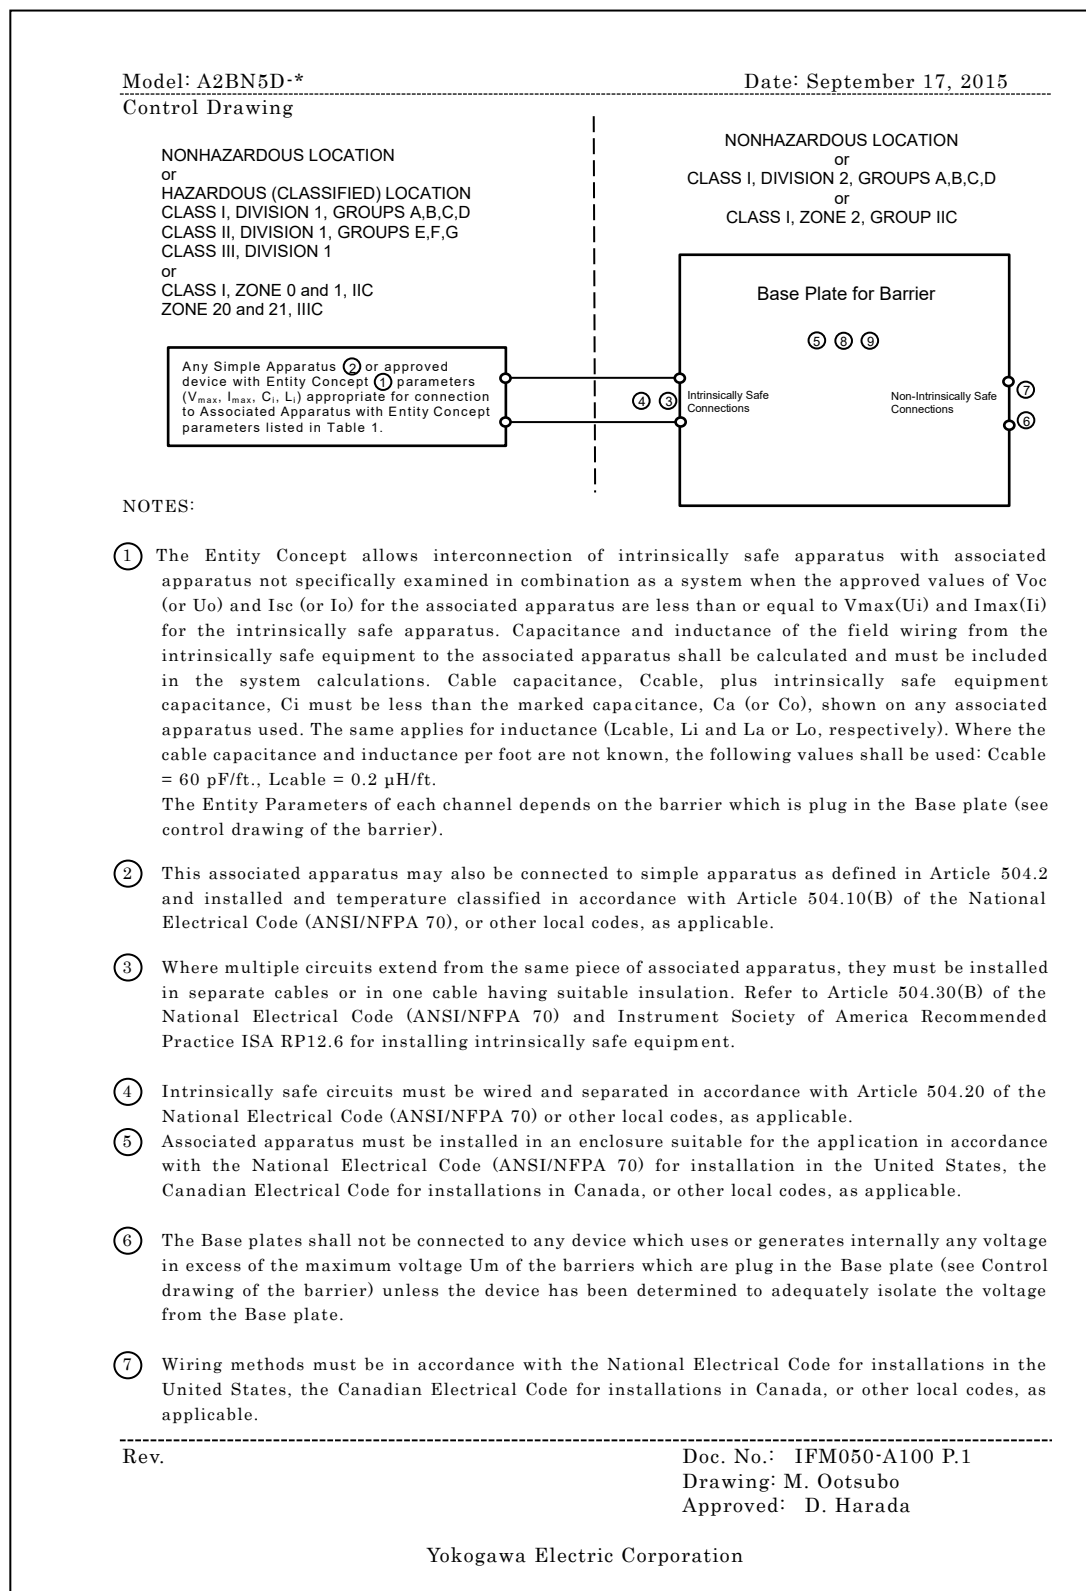 Model: A2BN5D-*
Date: September 17, 2015
Control Drawing
NONHAZARDOUS LOCATION
or
HAZARDOUS (CLASSIFIED) LOCATION
CLASS I, DIVISION 1, GROUPS A,B,C,D
CLASS II, DIVISION 1, GROUPS E,F,G
CLASS III, DIVISION 1
or
CLASS I, ZONE 0 and 1, IIC
ZONE 20 and 21, IIIC
NONHAZARDOUS LOCATION
or
CLASS I, DIVISION 2, GROUPS A,B,C,D
or
CLASS I, ZONE 2, GROUP IIC
Any Simple Apparatus ② or approved
device with Entity Concept ① parameters
(Vmax, Imax, Ci, Li) appropriate for connection
to Associated Apparatus with Entity Concept
parameters listed in Table 1.
Base Plate for Barrier
⑤ ⑧ ⑨
④ ③
Intrinsically Safe
Connections
Non-Intrinsically Safe
Connections
⑦
⑥
NOTES:
① The Entity Concept allows interconnection of intrinsically safe apparatus with associated
apparatus not specifically examined in combination as a system when the approved values of Voc
(or Uo) and Isc (or Io) for the associated apparatus are less than or equal to Vmax(Ui) and Imax(Ii)
for the intrinsically safe apparatus. Capacitance and inductance of the field wiring from the
intrinsically safe equipment to the associated apparatus shall be calculated and must be included
in the system calculations. Cable capacitance, Ccable, plus intrinsically safe equipment
capacitance, Ci must be less than the marked capacitance, Ca (or Co), shown on any associated
apparatus used. The same applies for inductance (Lcable, Li and La or Lo, respectively). Where the
cable capacitance and inductance per foot are not known, the following values shall be used: Ccable
= 60 pF/ft., Lcable = 0.2 μH/ft.
The Entity Parameters of each channel depends on the barrier which is plug in the Base plate (see
control drawing of the barrier).
② This associated apparatus may also be connected to simple apparatus as defined in Article 504.2
and installed and temperature classified in accordance with Article 504.10(B) of the National
Electrical Code (ANSI/NFPA 70), or other local codes, as applicable.
③ Where multiple circuits extend from the same piece of associated apparatus, they must be installed
in separate cables or in one cable having suitable insulation. Refer to Article 504.30(B) of the
National Electrical Code (ANSI/NFPA 70) and Instrument Society of America Recommended
Practice ISA RP12.6 for installing intrinsically safe equipment.
④ Intrinsically safe circuits must be wired and separated in accordance with Article 504.20 of the
National Electrical Code (ANSI/NFPA 70) or other local codes, as applicable.
⑤ Associated apparatus must be installed in an enclosure suitable for the application in accordance
with the National Electrical Code (ANSI/NFPA 70) for installation in the United States, the
Canadian Electrical Code for installations in Canada, or other local codes, as applicable.
⑥ The Base plates shall not be connected to any device which uses or generates internally any voltage
in excess of the maximum voltage Um of the barriers which are plug in the Base plate (see Control
drawing of the barrier) unless the device has been determined to adequately isolate the voltage
from the Base plate.
⑦ Wiring methods must be in accordance with the National Electrical Code for installations in the
United States, the Canadian Electrical Code for installations in Canada, or other local codes, as
applicable.
Rev.
Doc. No.: IFM050-A100 P.1
Drawing: M. Ootsubo
Approved: D. Harada
Yokogawa Electric Corporation